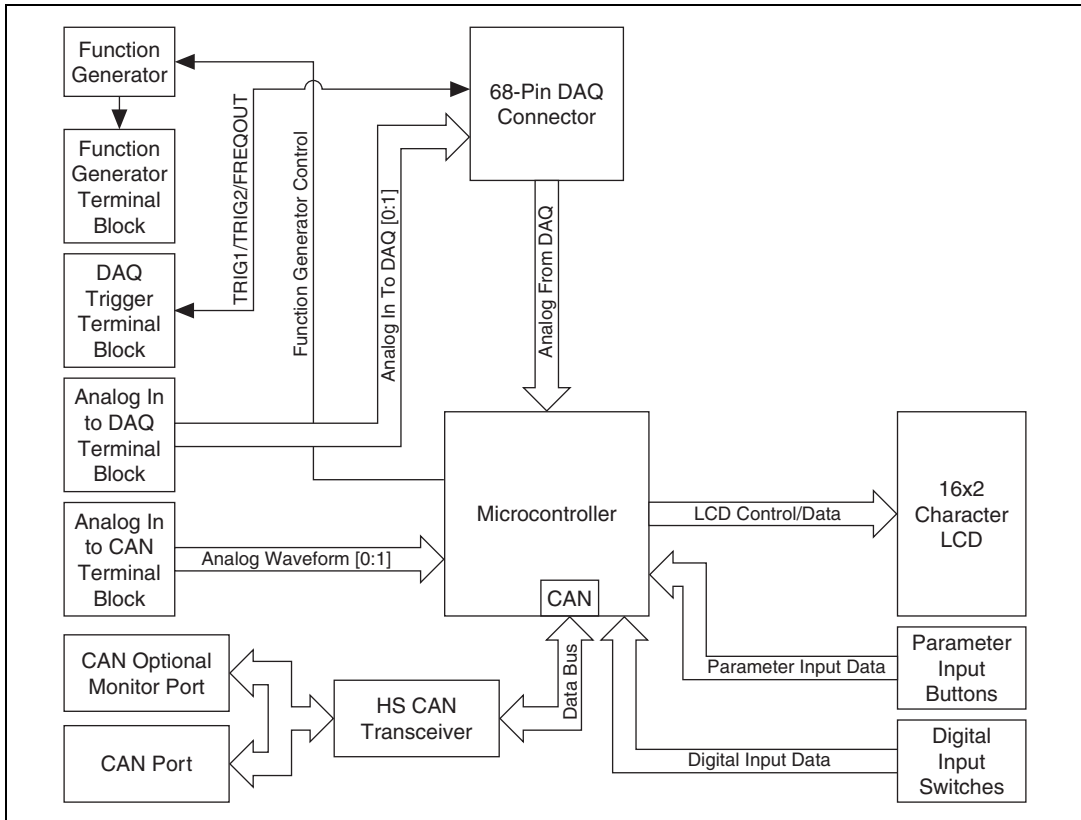 Function
Generator
Function
Generator
Terminal
Block
DAQ
Trigger
Terminal
Block
Analog In
to DAQ
Terminal
Block
Analog In
to CAN
Terminal
Block
CAN Optional
Monitor Port
CAN Port
TRIG1/TRIG2/FREQOUT
Function Generator Control
Analog In To DAQ [0:1]
68-Pin DAQ
Connector
Analog From DAQ
Analog Waveform [0:1]
Microcontroller
CAN
Data Bus
HS CAN
Transceiver
LCD Control/Data
16x2
Character
LCD
Parameter Input Data
Parameter
Input
Buttons
Digital Input Data
Digital
Input
Switches